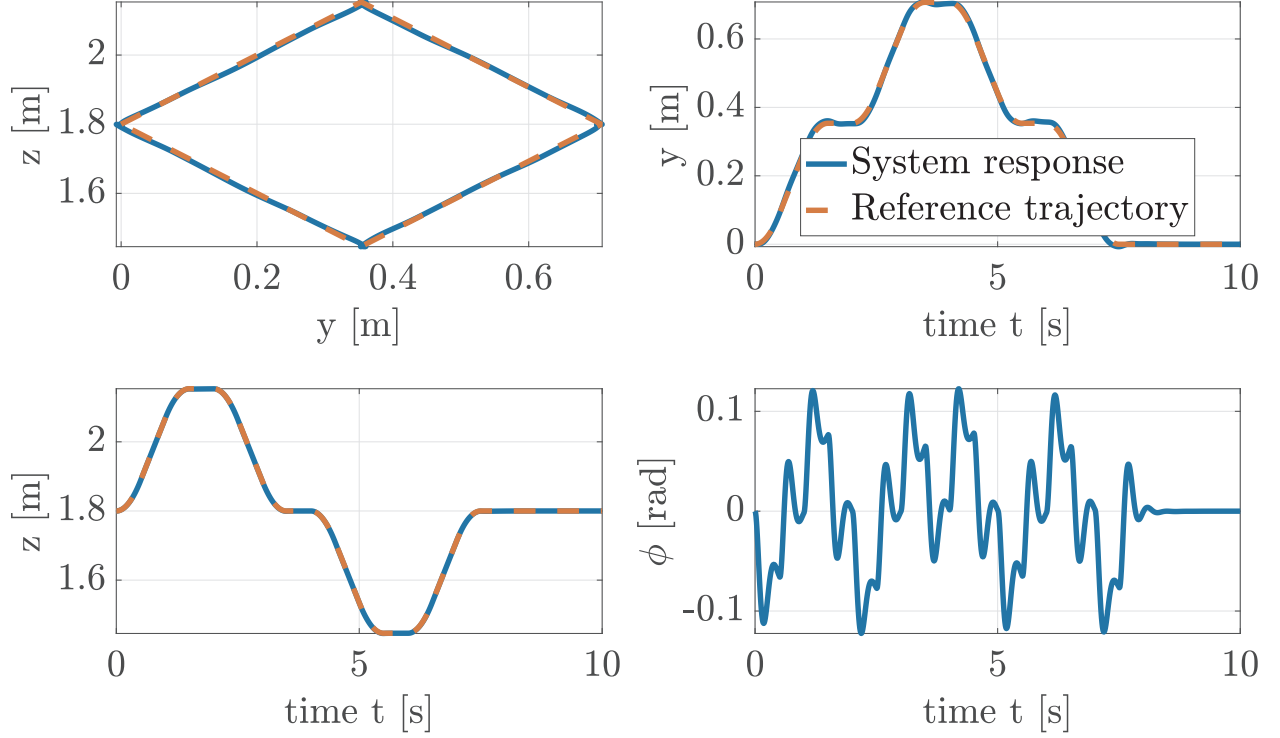 2
1.8
1.6
z [m]
0 0.2 0.4 0.6
y [m]
0.6
0.4
0.2
0
y [m]
System response
Reference trajectory
0 5 10
time t [s]
2
1.8
1.6
z [m]
0 5 10
time t [s]
0.1
0
-0.1
ϕ [rad]
0 5 10
time t [s]